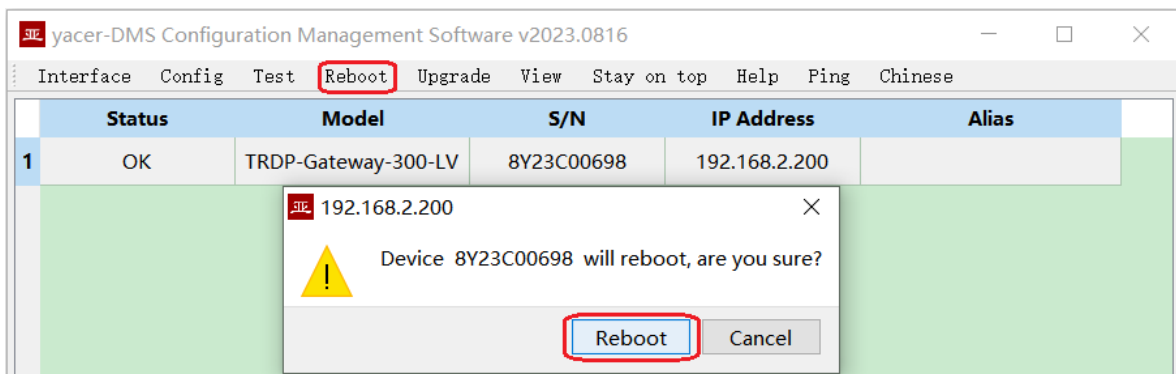 亚 yacer-DMS Configuration Management Software v2023.0816
Interface Config Test Reboot Upgrade View Stay on top Help Ping Chinese
Status Model S/N IP Address Alias
1 OK TRDP-Gateway-300-LV 8Y23C00698 192.168.2.200
亚 192.168.2.200
Device 8Y23C00698 will reboot, are you sure?
Reboot Cancel